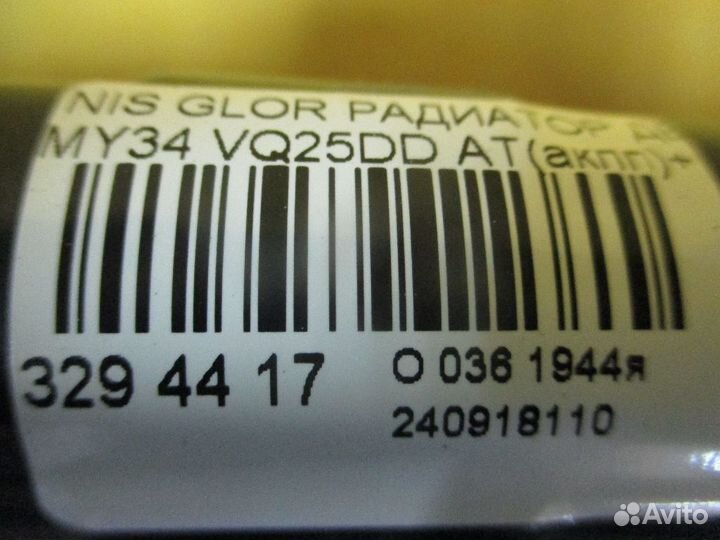 NIS GLOR РАДИАТОР
MY34 VQ25DD AT(акпп)+
329 44 17
O 036 1944я
240918110
Avito